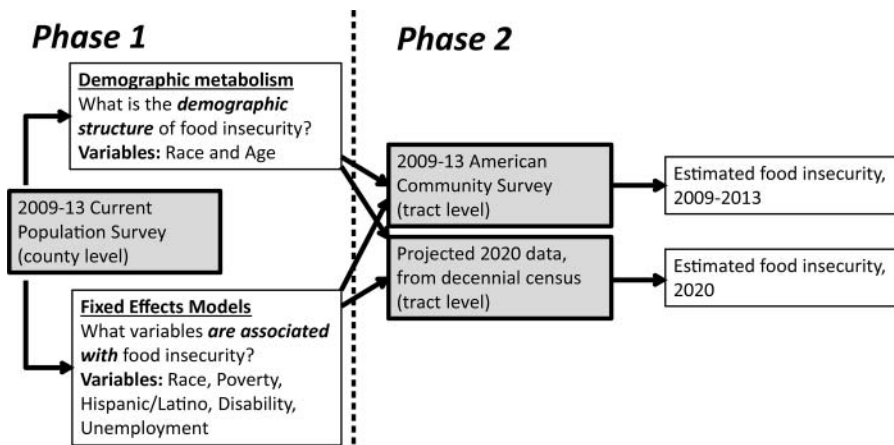 Phase 1
Phase 2
Demographic metabolism
What is the demographic
structure of food insecurity?
Variables: Race and Age
2009-13 Current
Population Survey
(county level)
Fixed Effects Models
What variables are associated
with food insecurity?
Variables: Race, Poverty,
Hispanic/Latino, Disability,
Unemployment
2009-13 American
Community Survey
(tract level)
Projected 2020 data,
from decennial census
(tract level)
Estimated food insecurity,
2009-2013
Estimated food insecurity,
2020